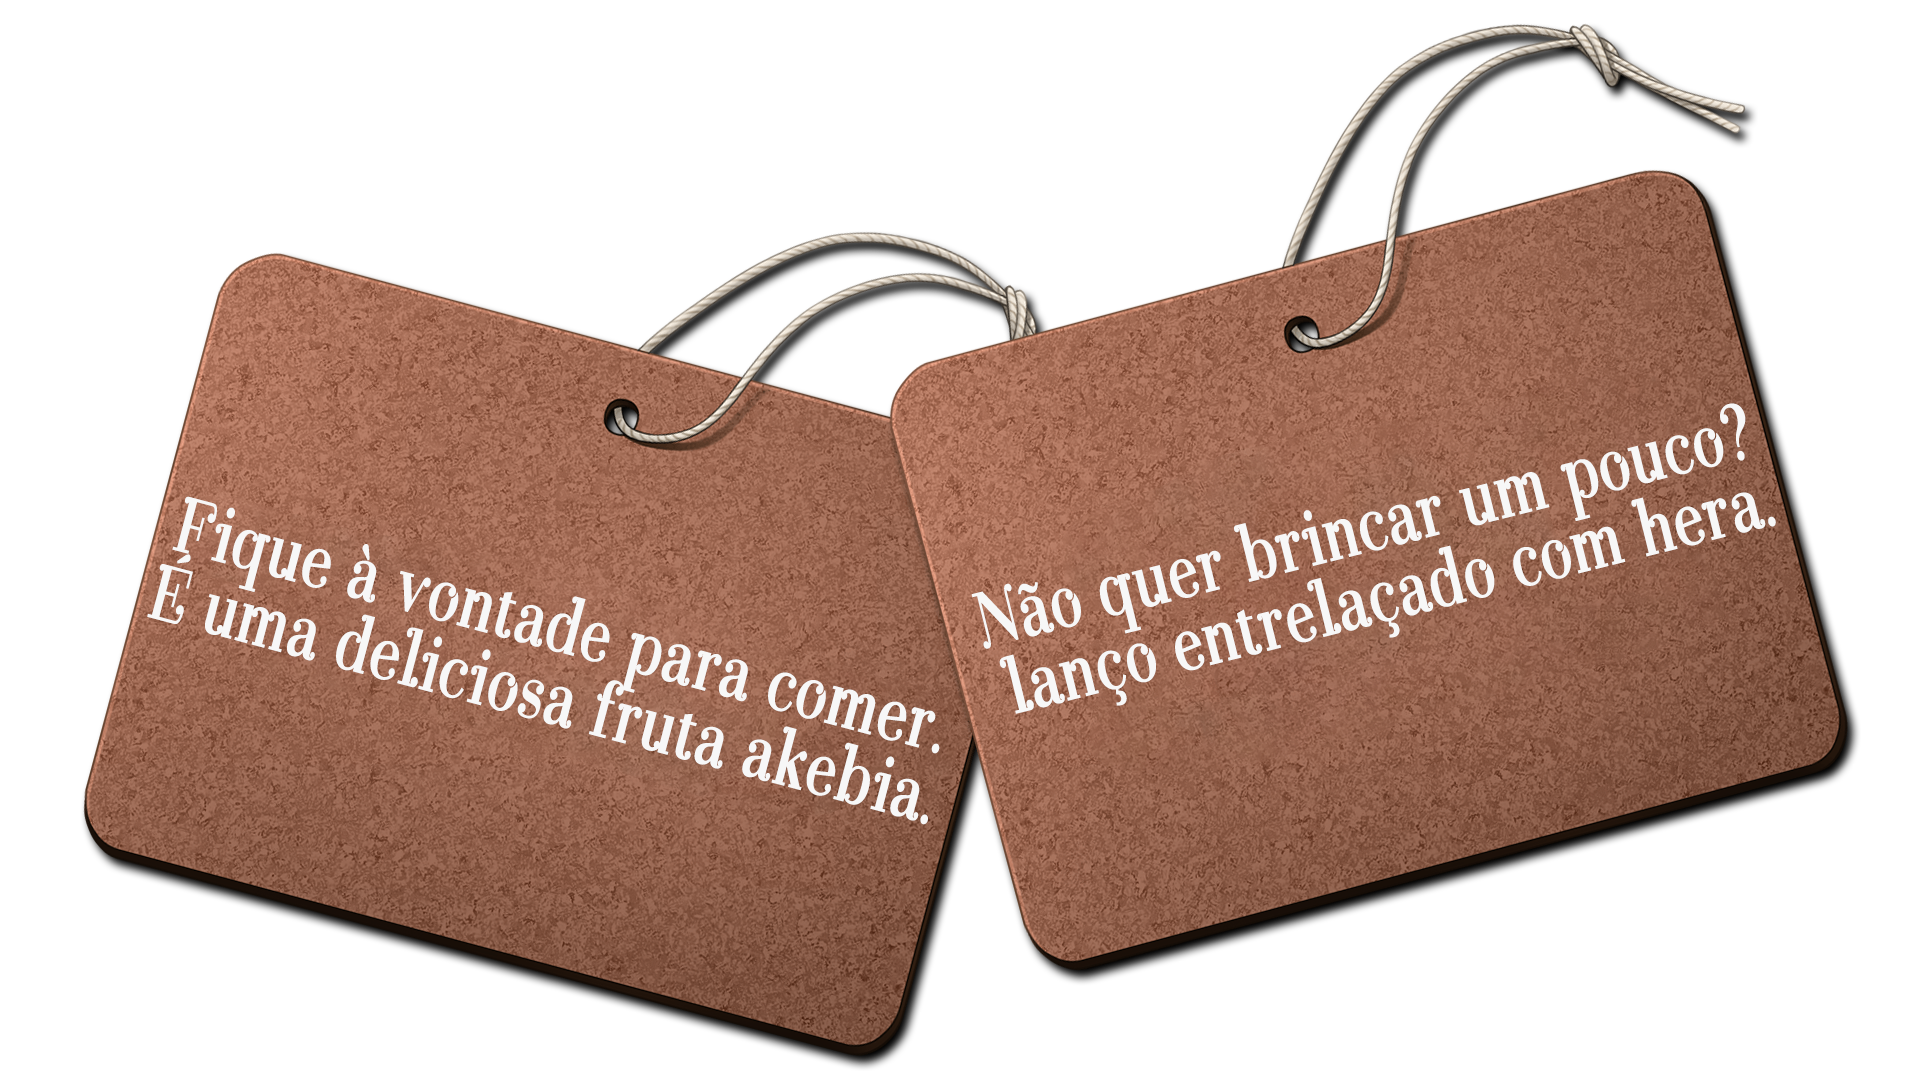 Fique à vontade para comer.
É uma deliciosa fruta akebia.
Não quer brincar um pouco?
lanço entrelaçado com hera.